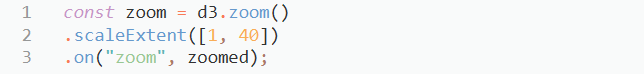 1 const zoom = d3.zoom()
2 .scaleExtent([1, 40])
3 .on("zoom", zoomed);